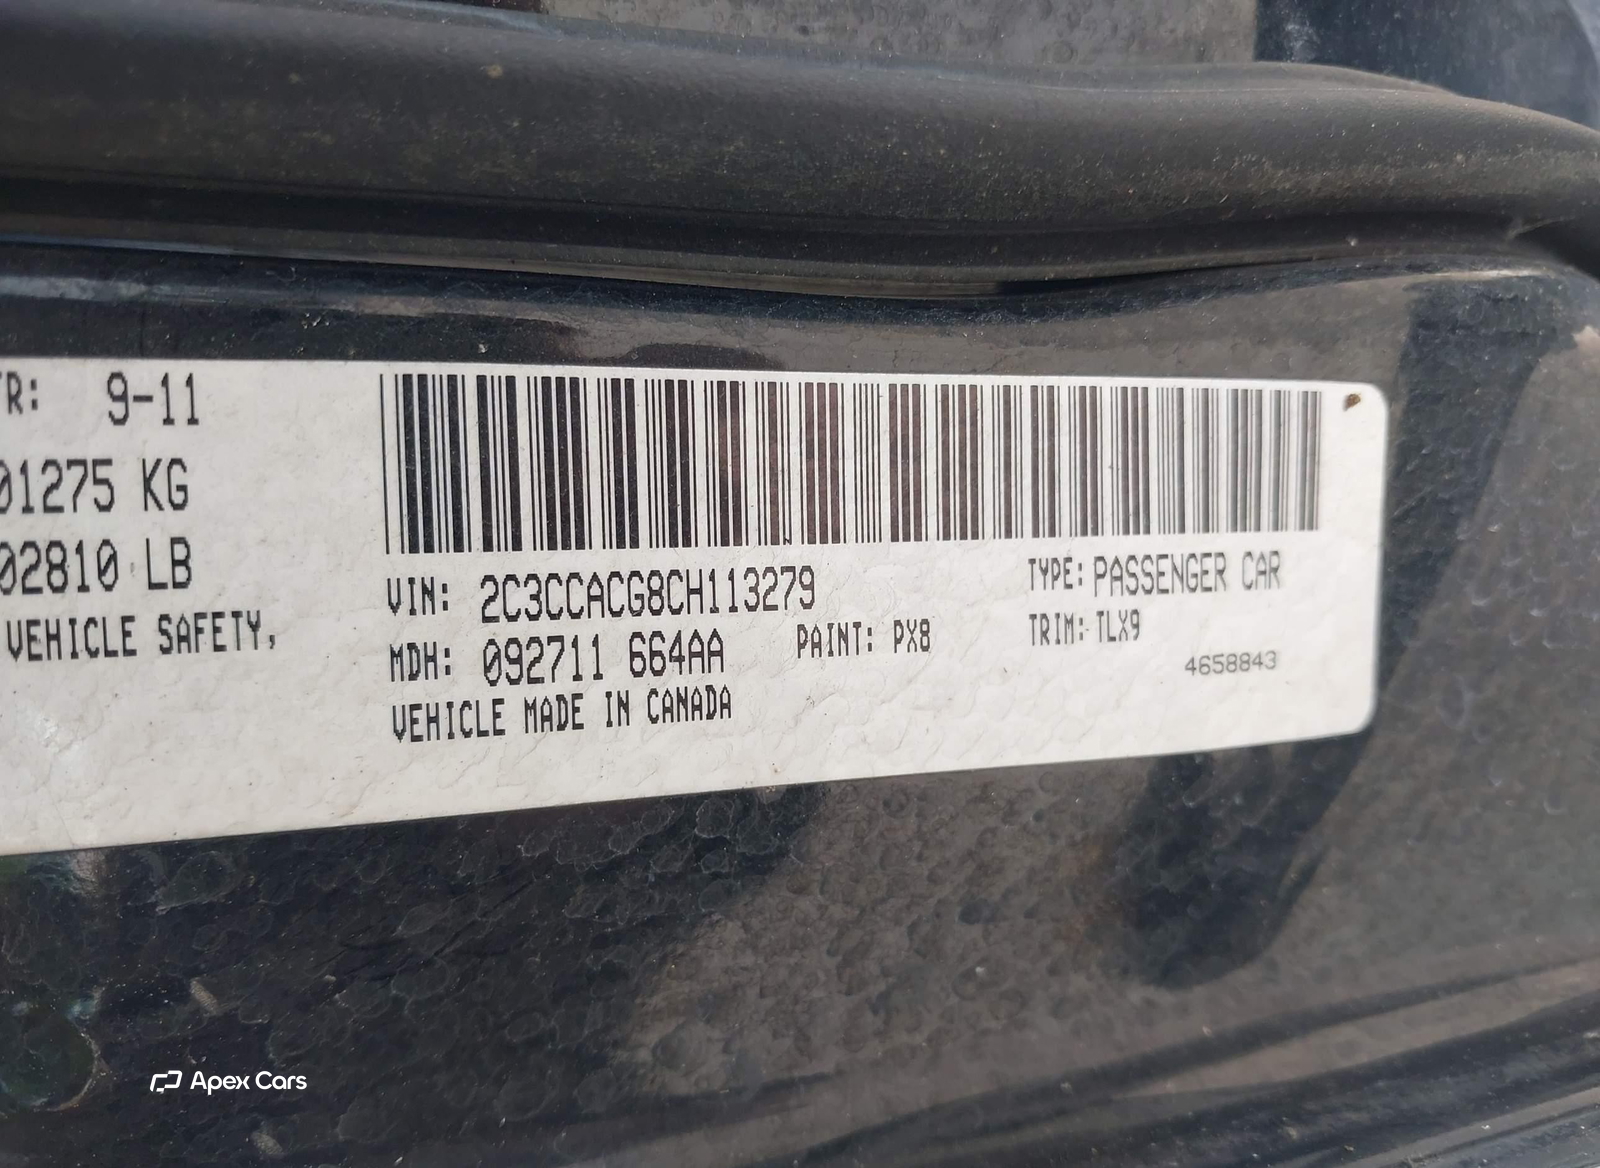 TR: 9-11
01275 KG
02810 LB
VEHICLE SAFETY,
VIN: 2C3CCACG8CH113279
TYPE: PASSENGER CAR
MDH: 092711 664AA
PAINT: PX8
TRIM: TLX9
4658843
VEHICLE MADE IN CANADA
Apex Cars